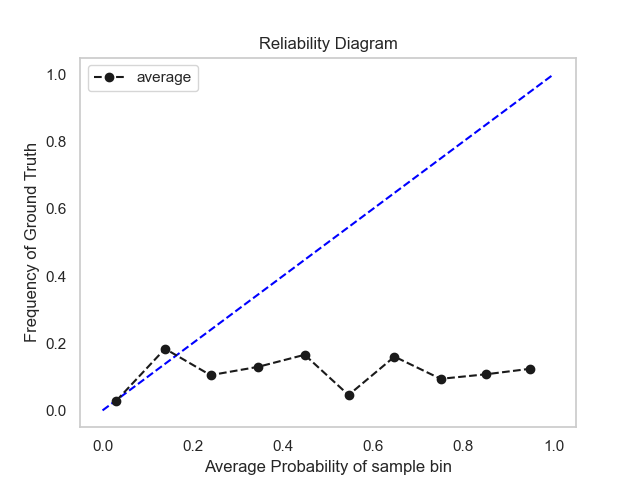 Reliability Diagram
average
1.0
0.8
0.6
0.4
0.2
0.0
Frequency of Ground Truth
0.0 0.2 0.4 0.6 0.8 1.0
Average Probability of sample bin